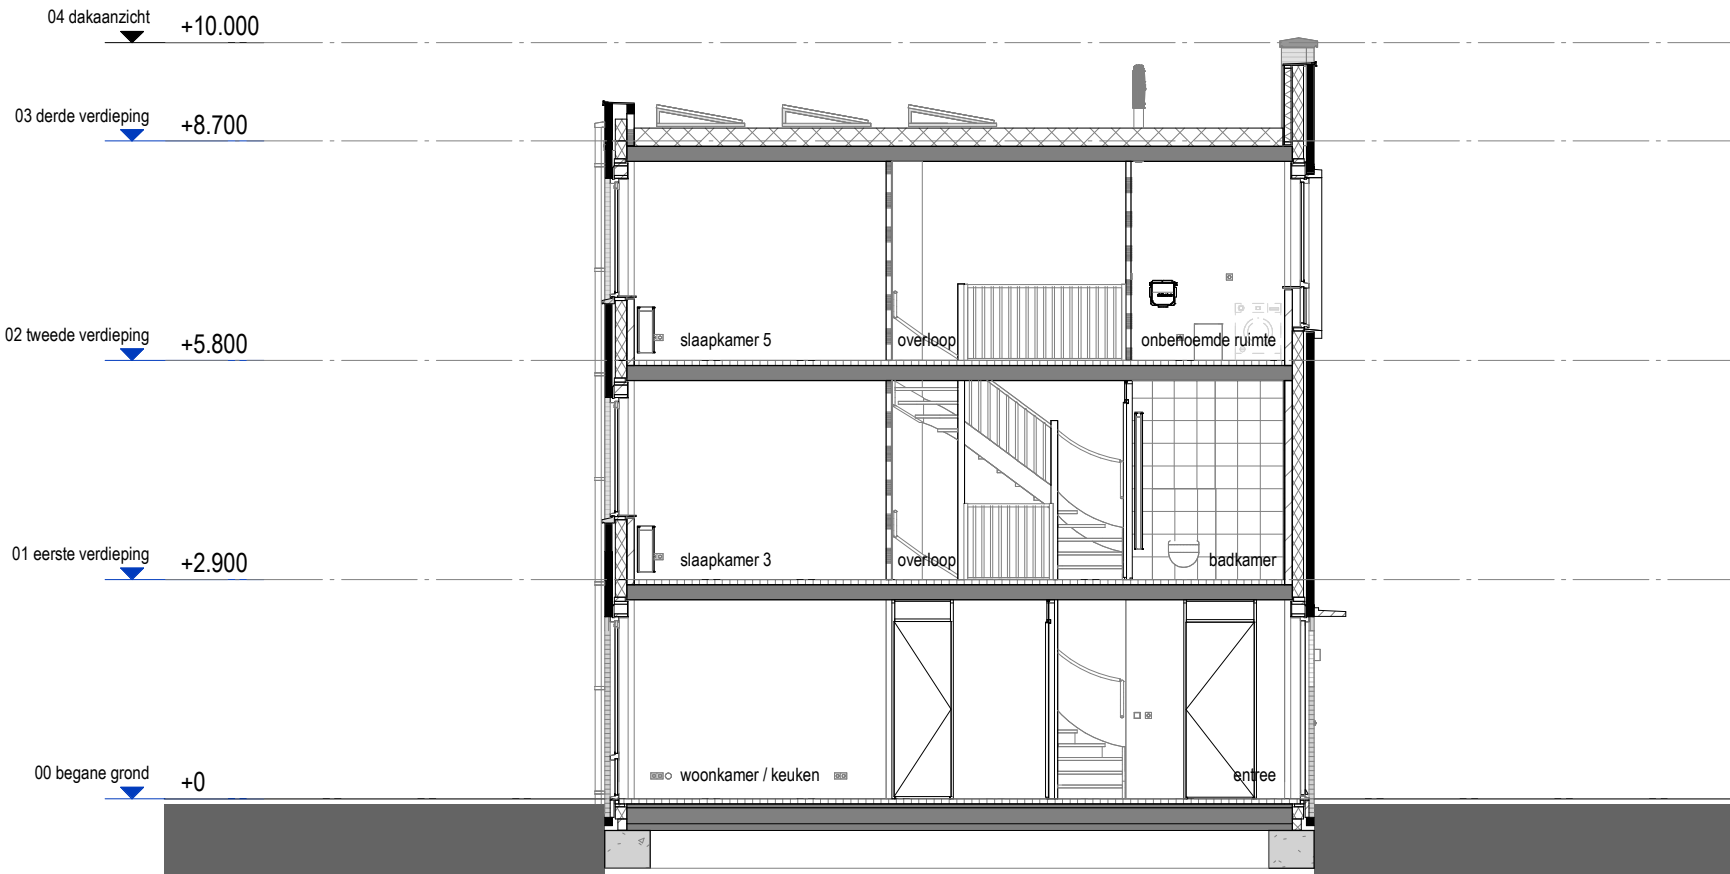 04 dakaanzicht +10.000
03 derde verdieping +8.700
slaapkamer 5 overloop onbenoemde ruimte
02 tweede verdieping +5.800
slaapkamer 3 overloop badkamer
01 eerste verdieping +2.900
woonkamer / keuken entree
00 begane grond +0